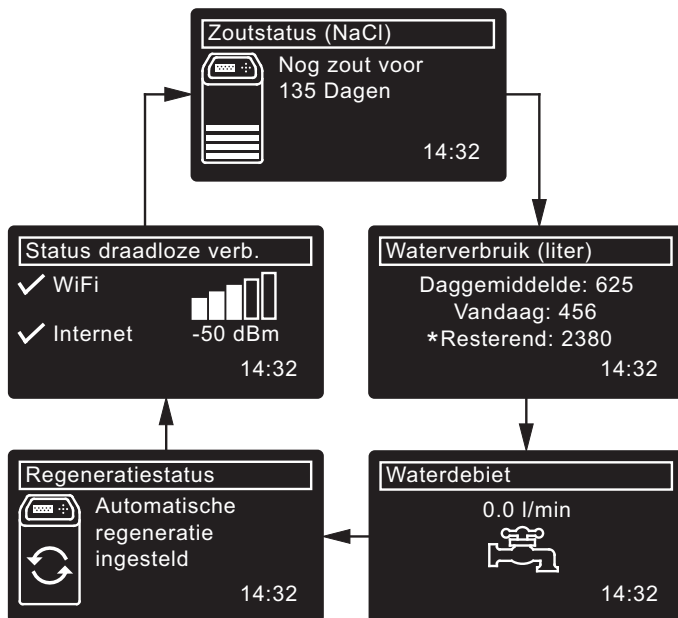 Zoutstatus (NaCl)
Nog zout voor
135 Dagen
14:32
Waterverbruik (liter)
Daggemiddelde: 625
Vandaag: 456
*Resterend: 2380
14:32
Waterdebiet
0.0 l/min
14:32
Regeneratiestatus
Automatische
regeneratie
ingesteld
14:32
Status draadloze verb.
WiFi
Internet
-50 dBm
14:32